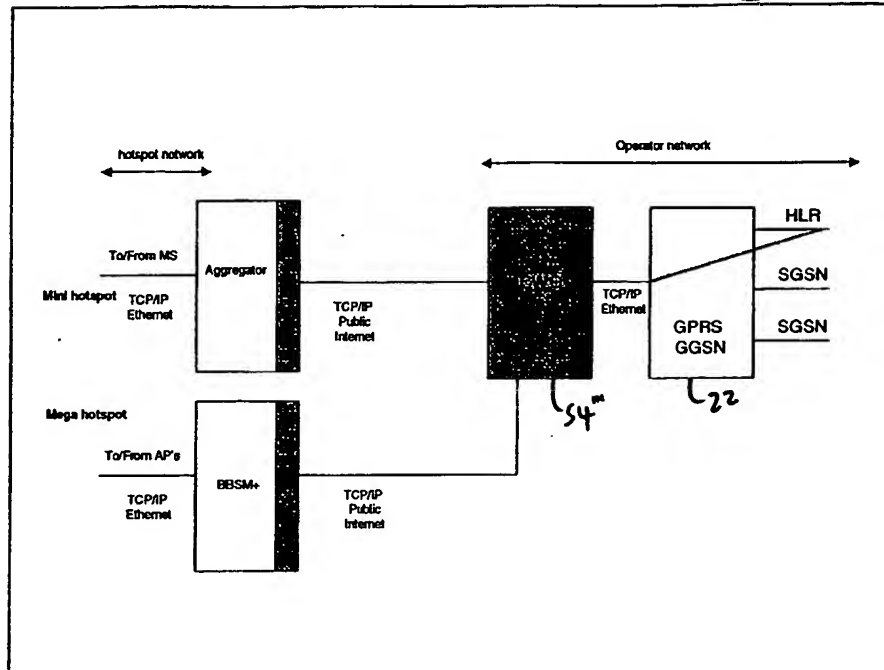 hotspot network
Operator network
To/From MS
Mini hotspot
TCP/IP
Ethernet
Aggregator
TCP/IP
Public
Internet
TCP/IP
Ethernet
HLR
SGSN
SGSN
GPRS
GGSN
54"'
22
Mega hotspot
To/From AP's
TCP/IP
Ethernet
BBSM+
TCP/IP
Public
Internet